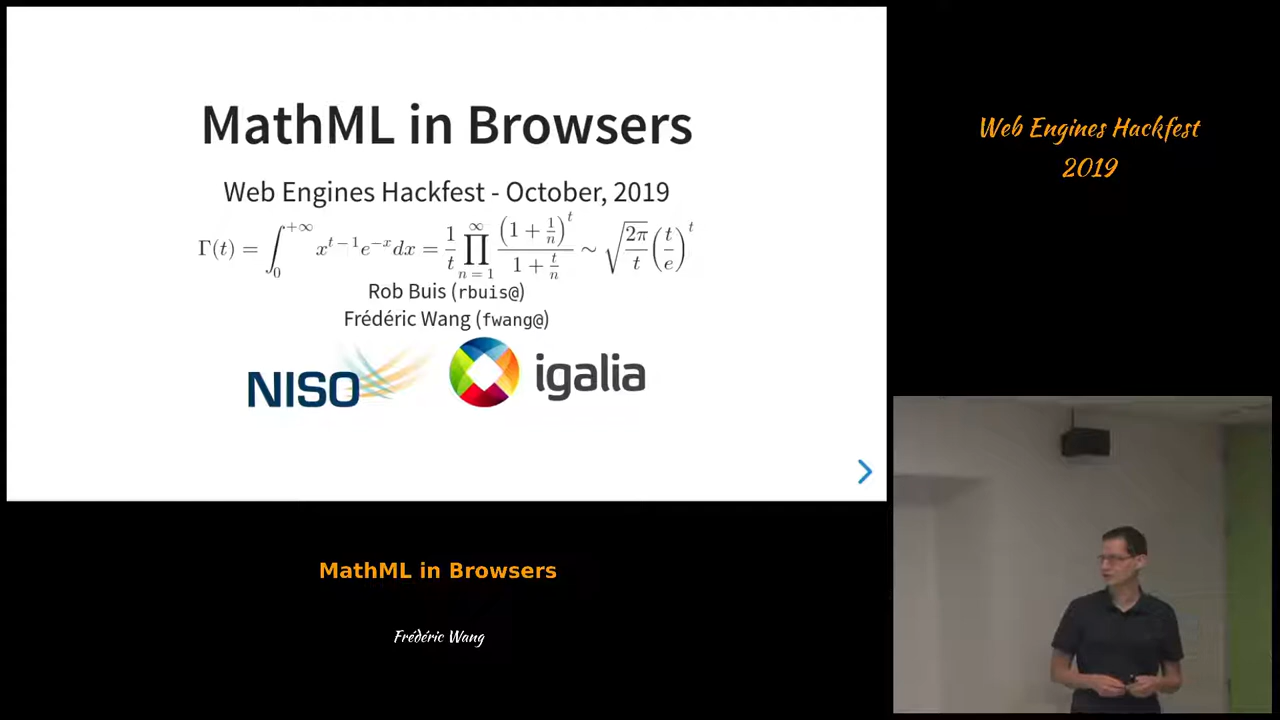 MathML in Browsers
Web Engines Hackfest - October, 2019
Γ(t) = ∫₀^{+∞} x^{t−1}e^{−x}dx = 1/t ∏_{n=1}^{∞} (1 + 1/n)^t / (1 + t/n) ∼ √(2π/t) (t/e)^t
Rob Buis (rbuis@)
Frédéric Wang (fwang@)
NISO igalia
Web Engines Hackfest
2019
MathML in Browsers
Frédéric Wang